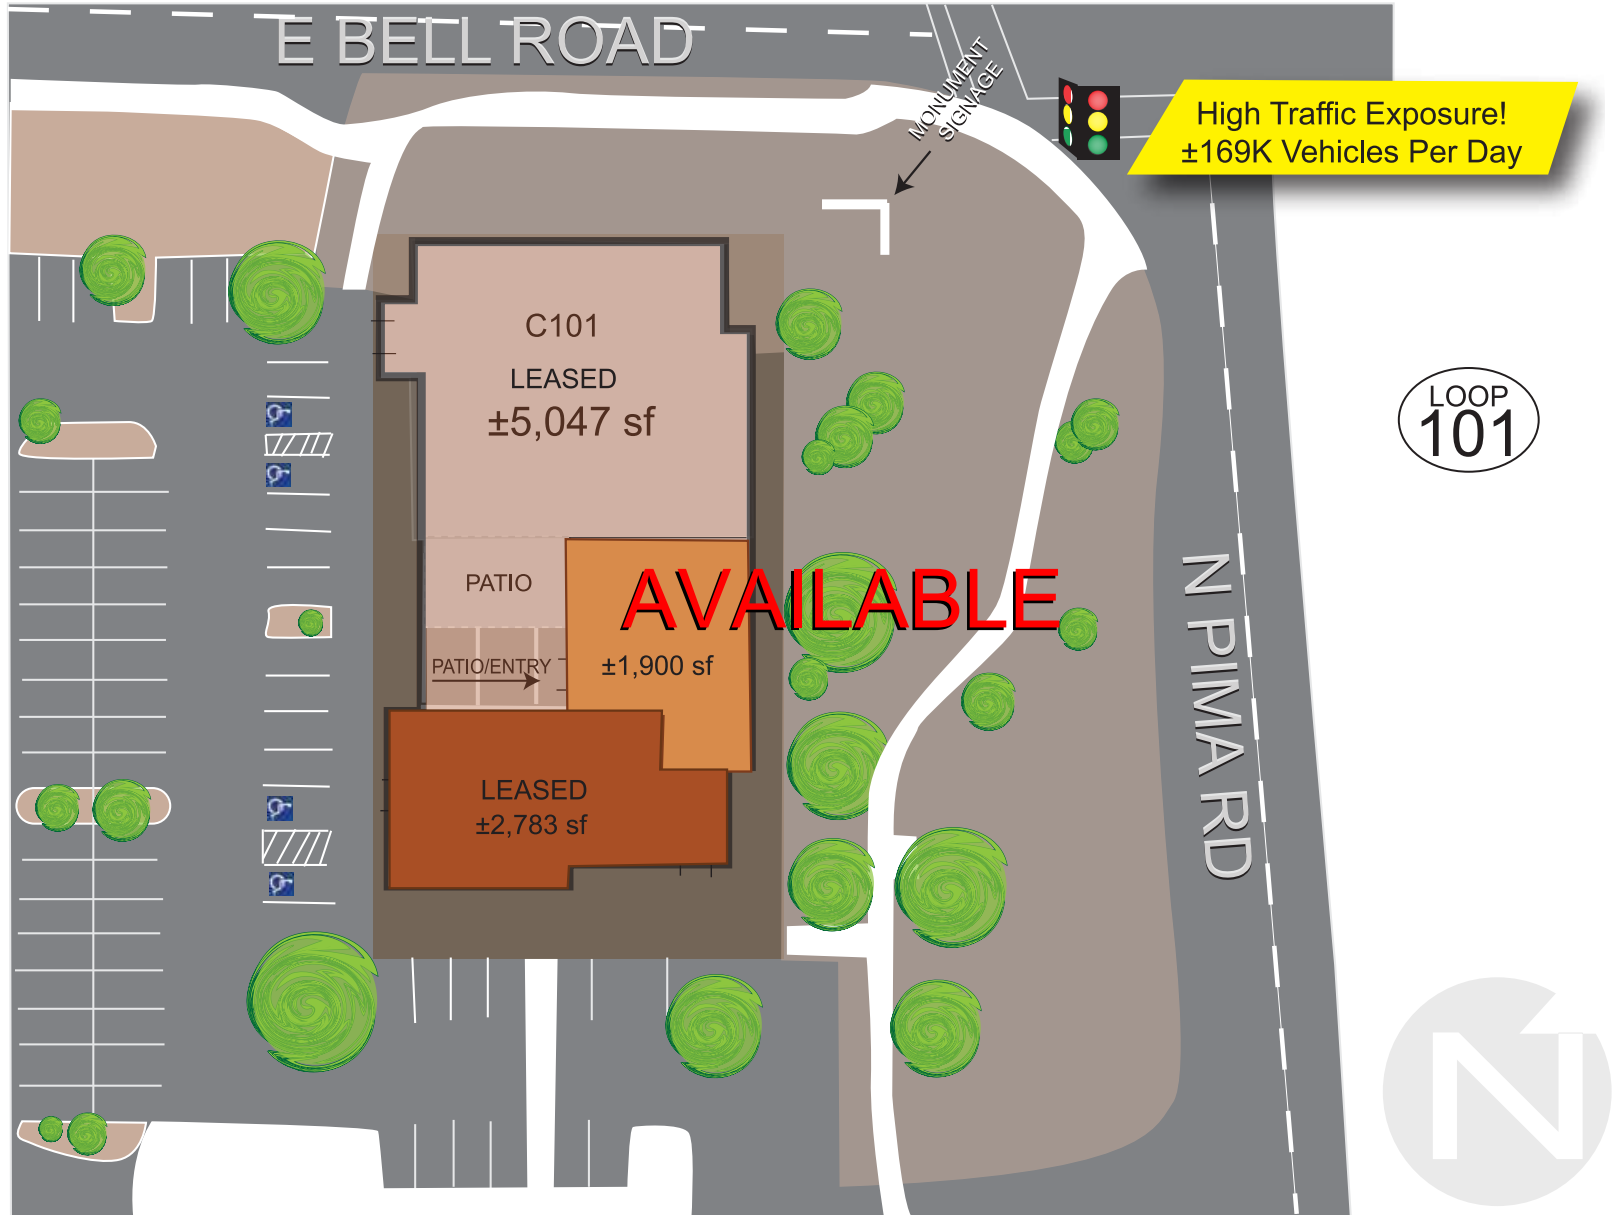 E BELL ROAD
MONUMENT
SIGNAGE
High Traffic Exposure!
±169K Vehicles Per Day
C101
LEASED
±5,047 sf
LOOP
101
PATIO
AVAILABLE
PATIO/ENTRY
±1,900 sf
N PIMA RD
LEASED
±2,783 sf
N